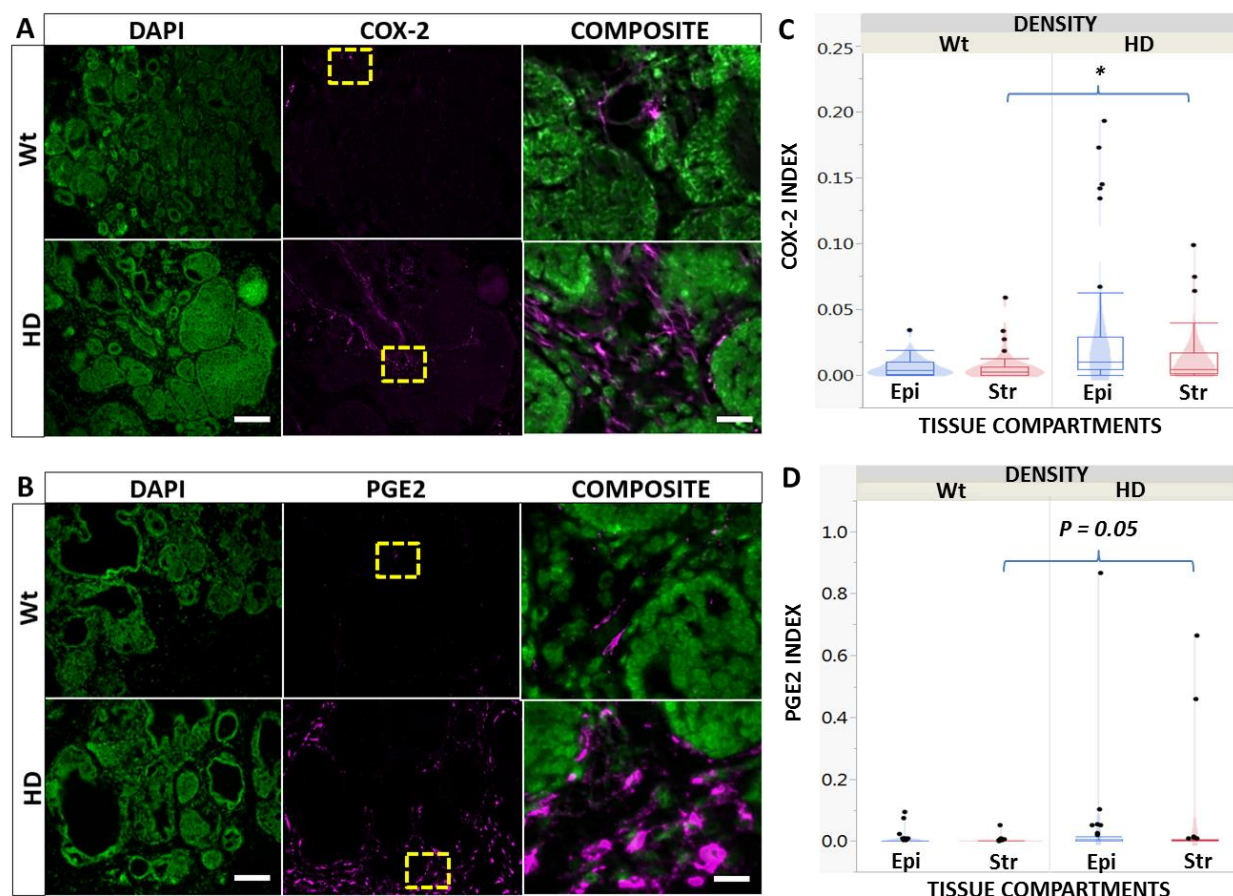 A
DAPI COX-2 COMPOSITE
Wt
HD
B
DAPI PGE2 COMPOSITE
Wt
HD
C
DENSITY
Wt HD
0.25
0.20
0.15
0.10
0.05
0.00
*
COX-2 INDEX
Epi Str Epi Str
TISSUE COMPARTMENTS
D
DENSITY
Wt HD
1.0
0.8
0.6
0.4
0.2
0.0
P = 0.05
PGE2 INDEX
Epi Str Epi Str
TISSUE COMPARTMENTS